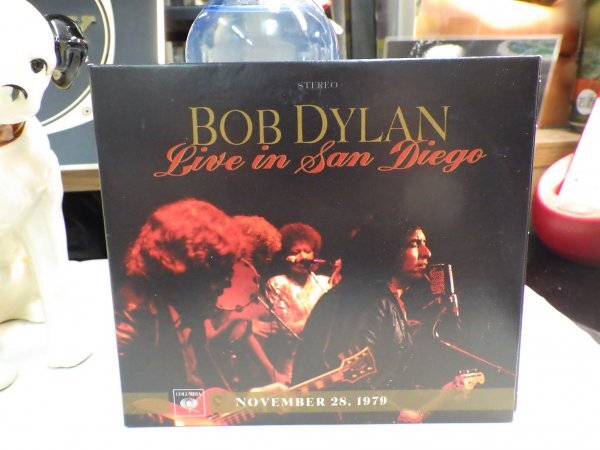 STEREO
BOB DYLAN
Live in San Diego
COLUMBIA
NOVEMBER 28, 1979